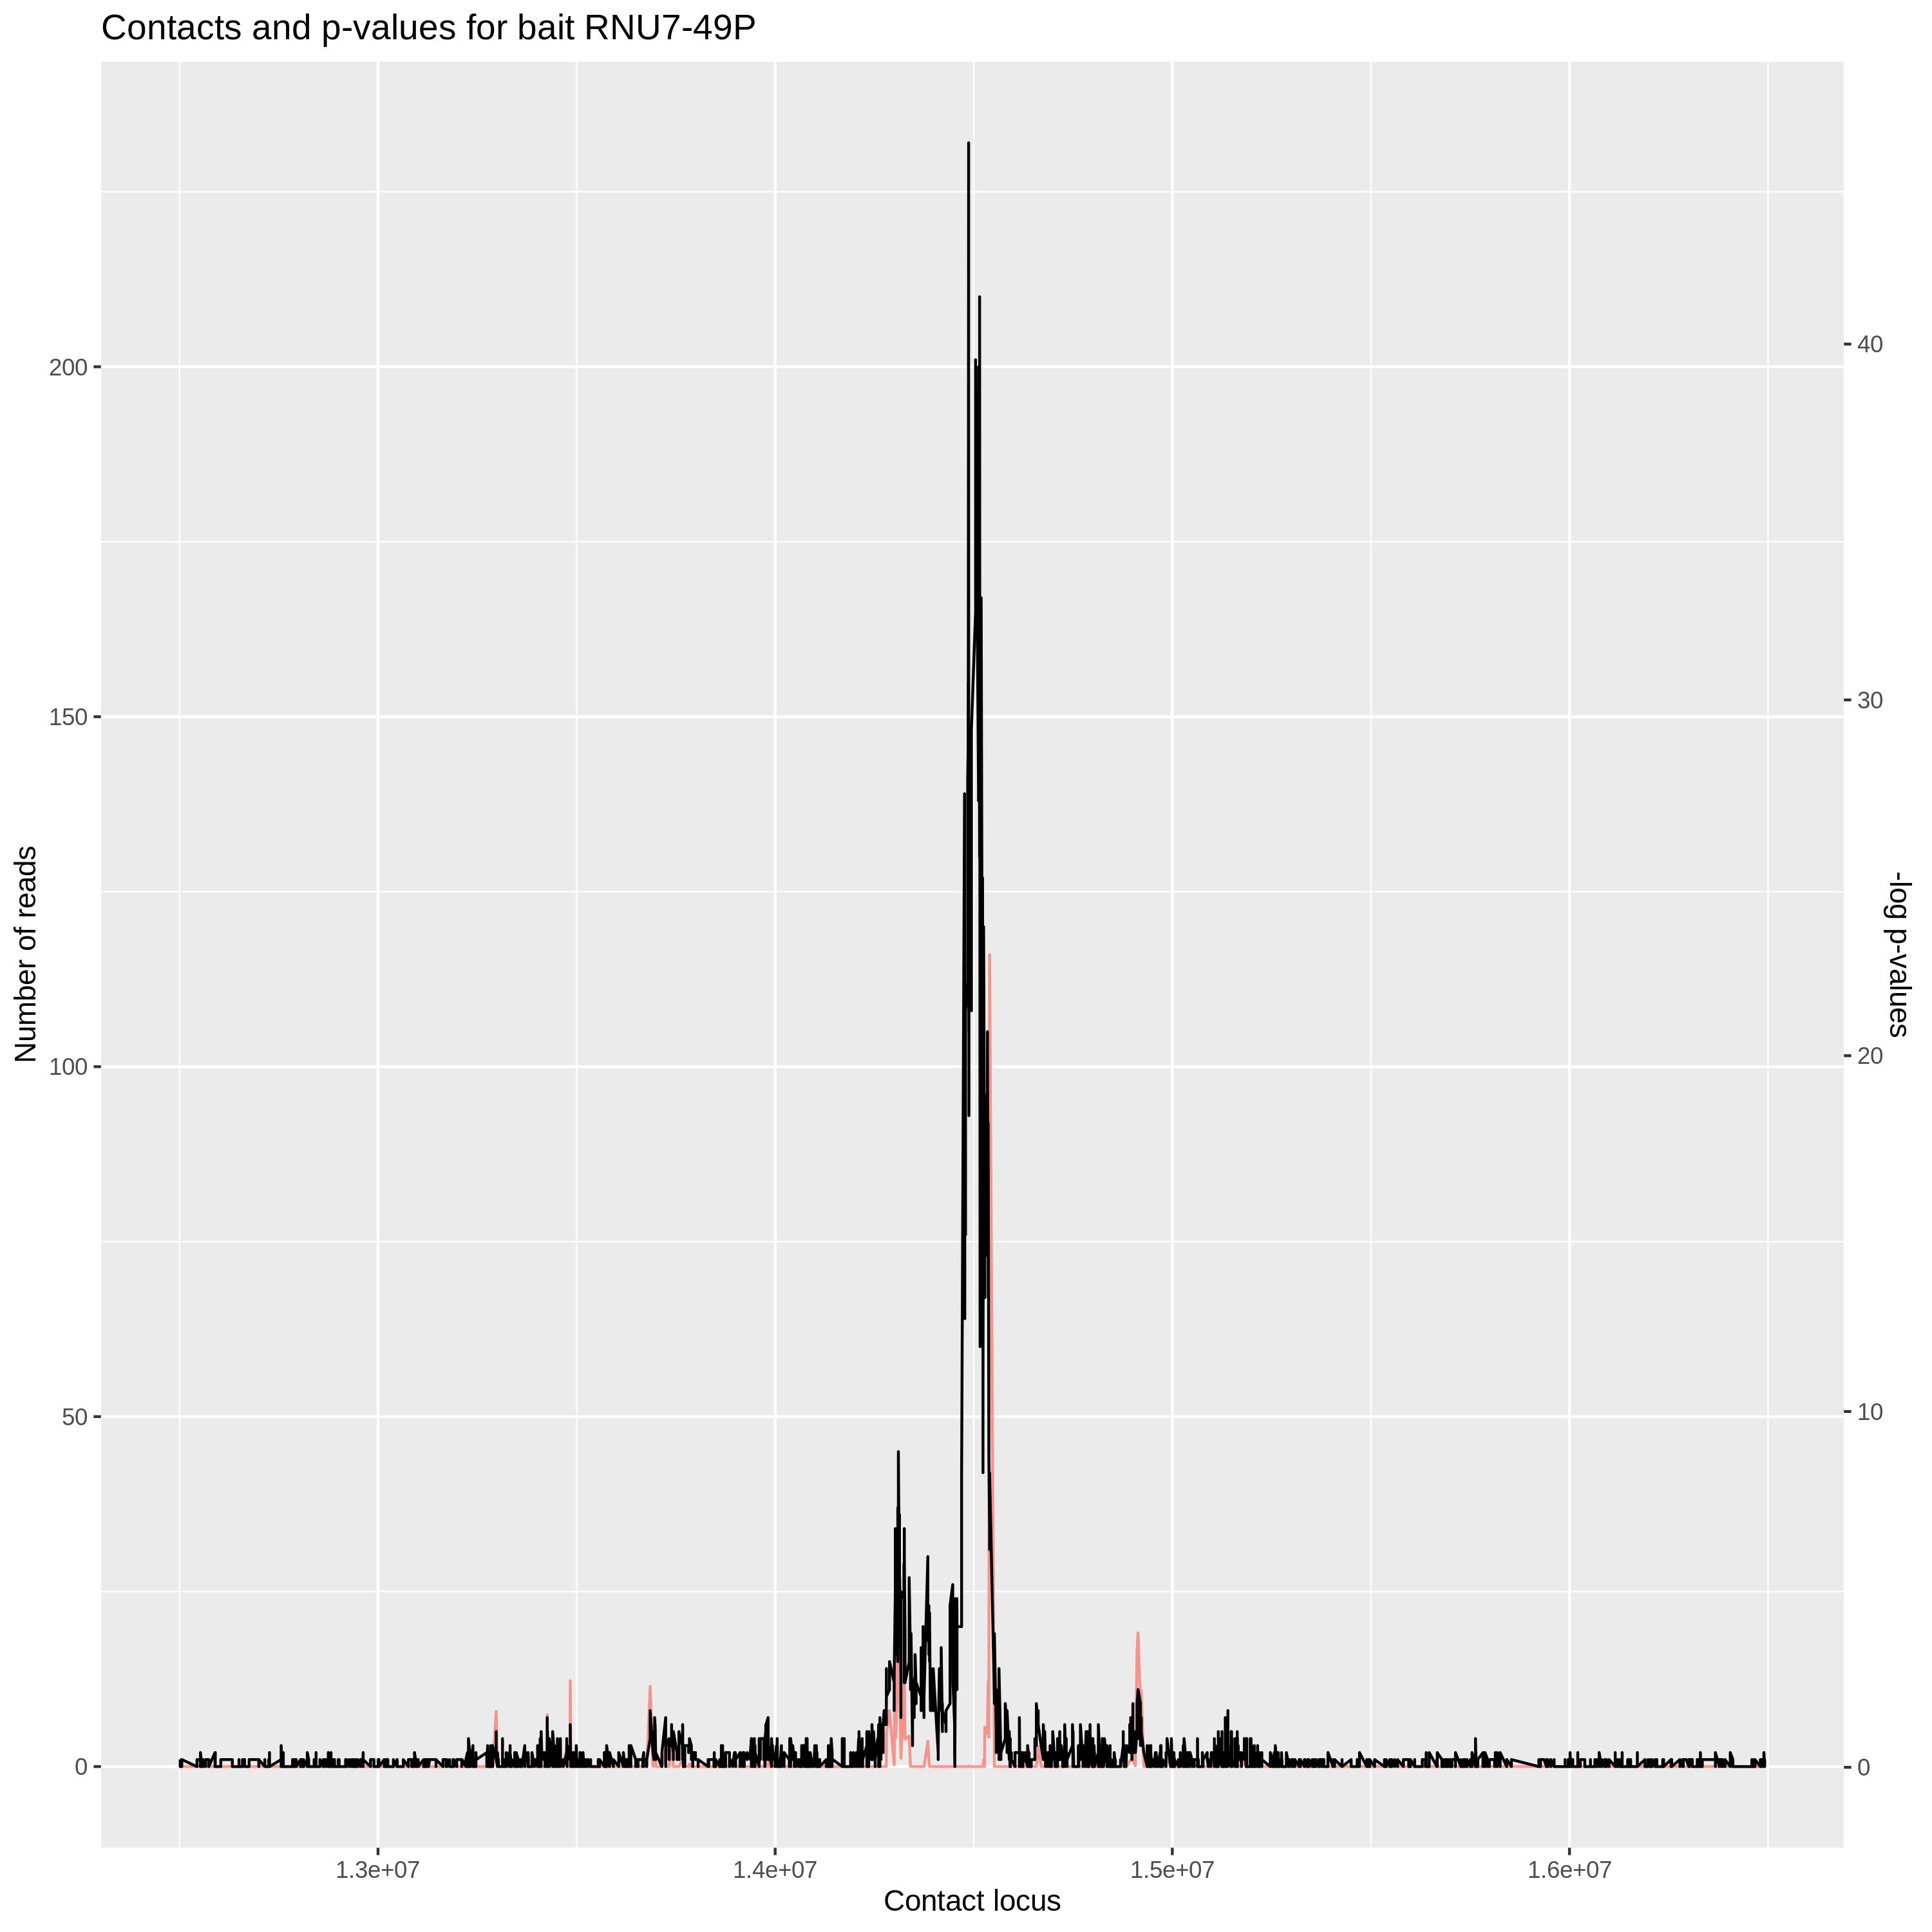 Contacts and p-values for bait RNU7-49P
200
150
100
50
0
Number of reads
40
30
20
10
0
-log p-values
1.3e+07
1.4e+07
1.5e+07
1.6e+07
Contact locus